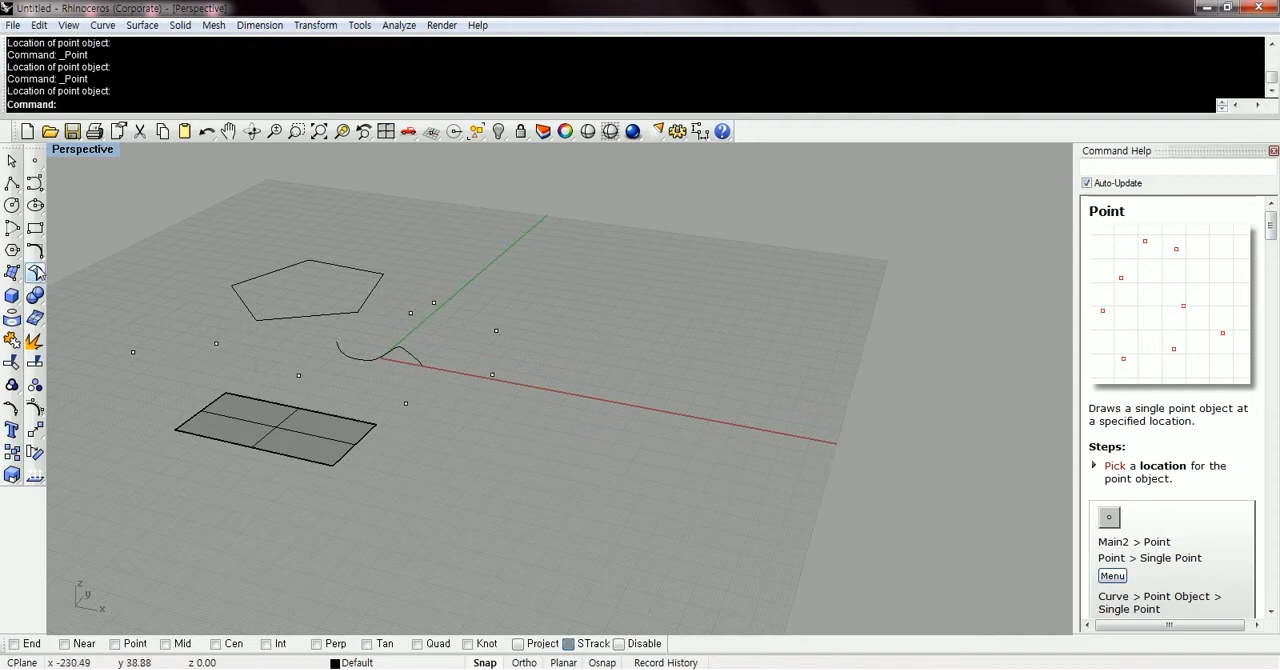 Untitled - Rhinoceros (Corporate) - [Perspective]
File Edit View Curve Surface Solid Mesh Dimension Transform Tools Analyze Render Help
Location of point object:
Command: _Point
Location of point object:
Command: _Point
Location of point object:
Command:
Perspective
Command Help
Auto-Update
Point
Draws a single point object at
a specified location.
Steps:
Pick a location for the
point object.
Main2 > Point
Point > Single Point
Menu
Curve > Point Object >
Single Point
z
y
x
End Near Point Mid Cen Int Perp Tan Quad Knot Project STrack Disable
CPlane x -230.49 y 38.88 z 0.00 Default Snap Ortho Planar Osnap Record History